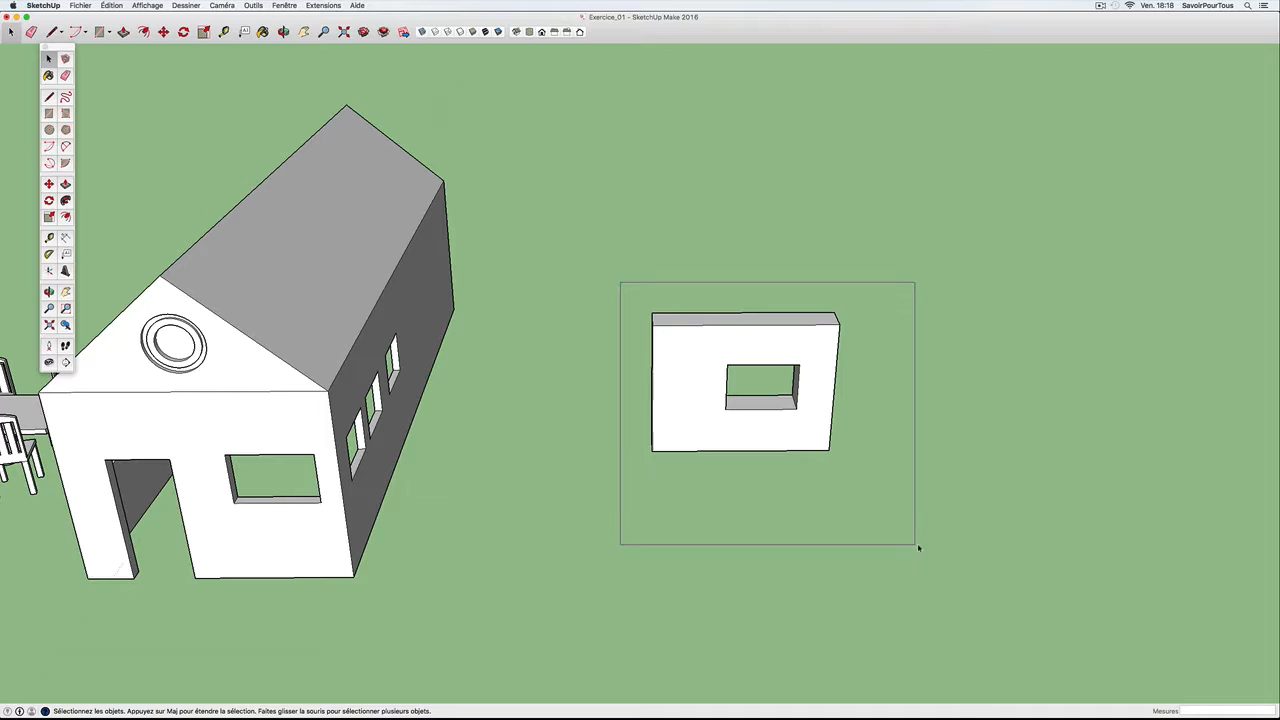 SketchUp Fichier Édition Affichage Dessiner Caméra Outils Fenêtre Extensions Aide Ven. 18:18 SavoirPourTous
Exercice_01 - SketchUp Make 2016
Sélectionnez les objets. Appuyez sur Maj pour étendre la sélection. Faites glisser la souris pour sélectionner plusieurs objets. Mesures